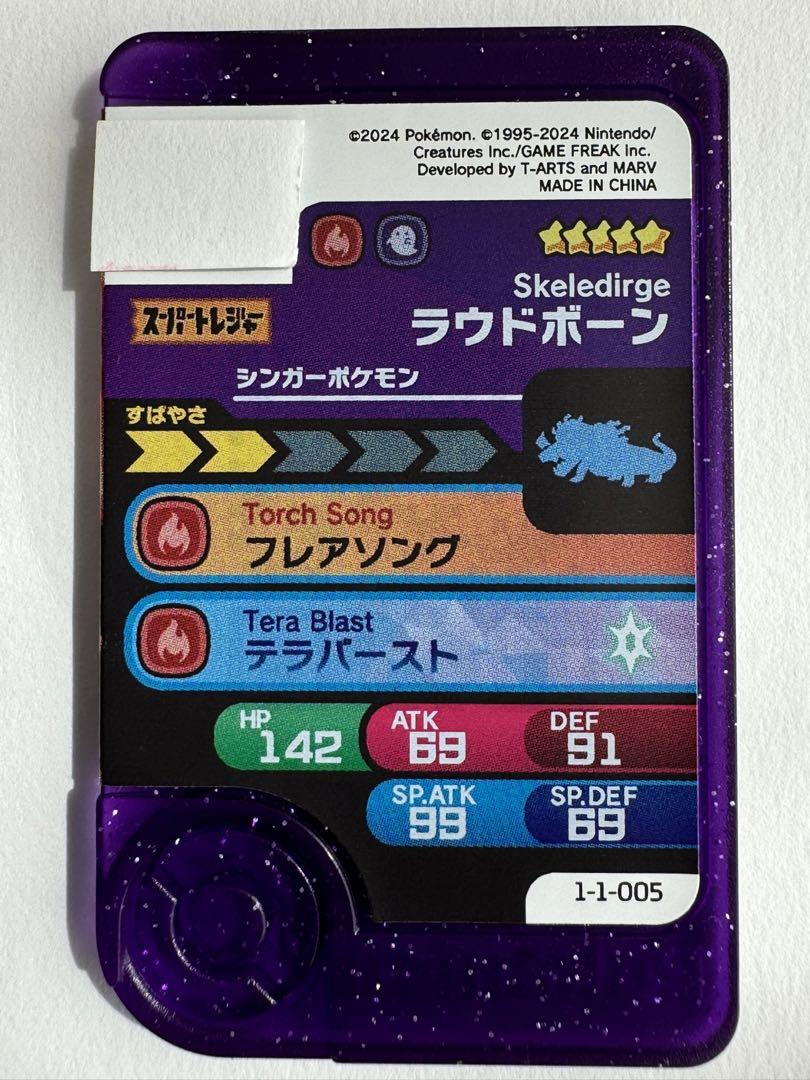 ©2024 Pokémon. ©1995-2024 Nintendo/
Creatures Inc./GAME FREAK inc.
Developed by T-ARTS and MARV
MADE IN CHINA
Skeledirge
スーパートレジャー
ラウドボーン
シンガーポケモン
すばやさ
Torch Song
フレアソング
Tera Blast
テラバースト
HP
142
ATK
69
DEF
91
SP.ATK
99
SP.DEF
69
1-1-005